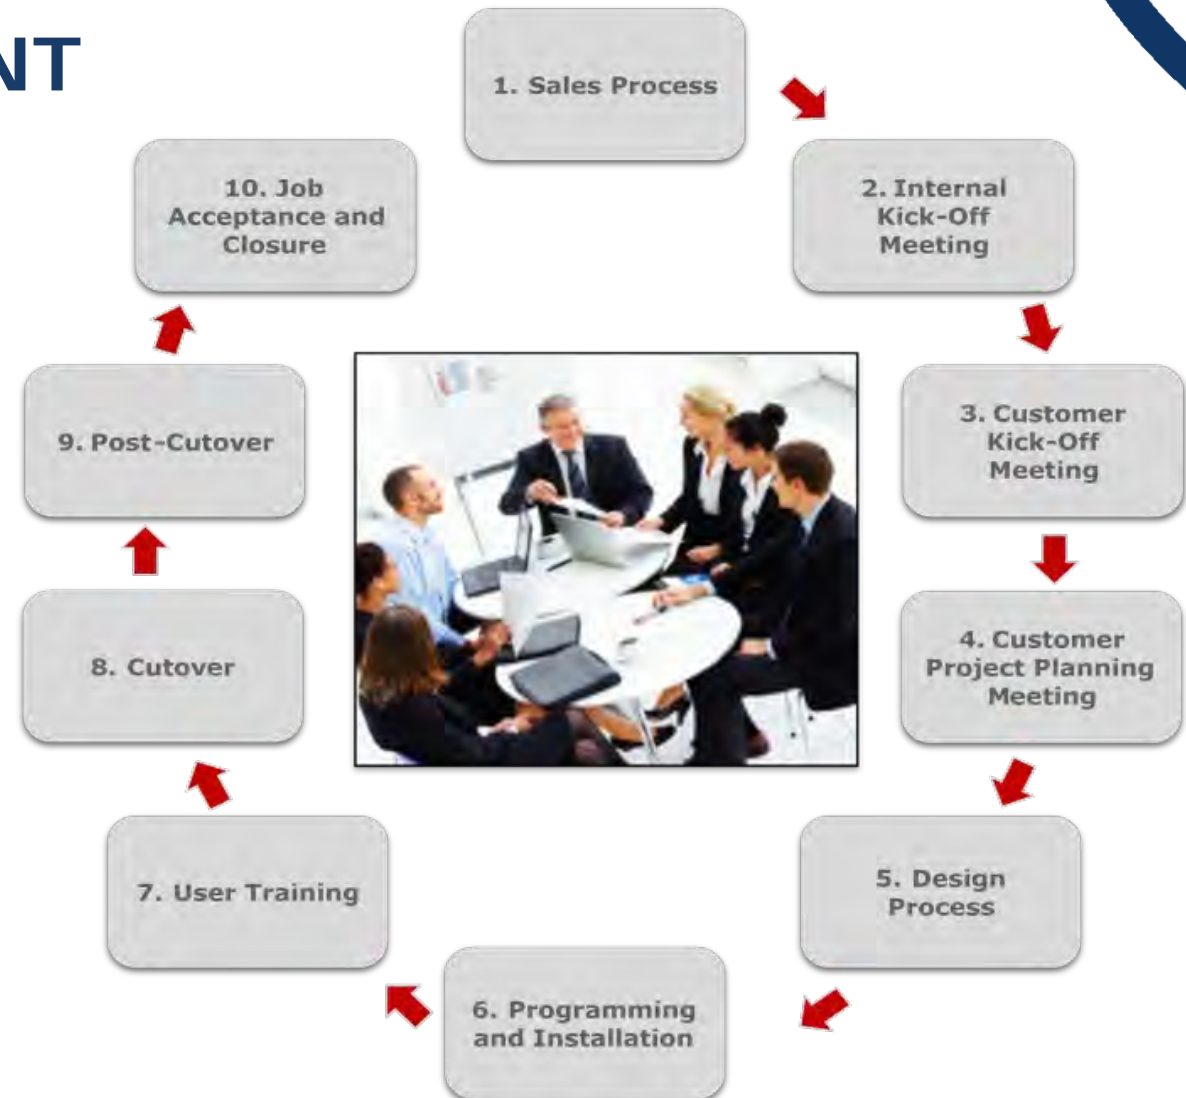 NT
1. Sales Process
2. Internal
Kick-Off
Meeting
3. Customer
Kick-Off
Meeting
4. Customer
Project Planning
Meeting
5. Design
Process
6. Programming
and Installation
7. User Training
8. Cutover
9. Post-Cutover
10. Job
Acceptance and
Closure